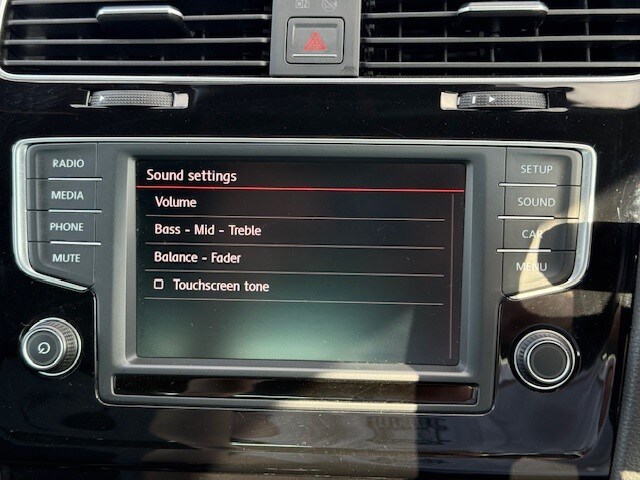 RADIO
MEDIA
PHONE
MUTE
Sound settings
Volume
Bass - Mid - Treble
Balance - Fader
Touchscreen tone
SETUP
SOUND
CAR
MENU